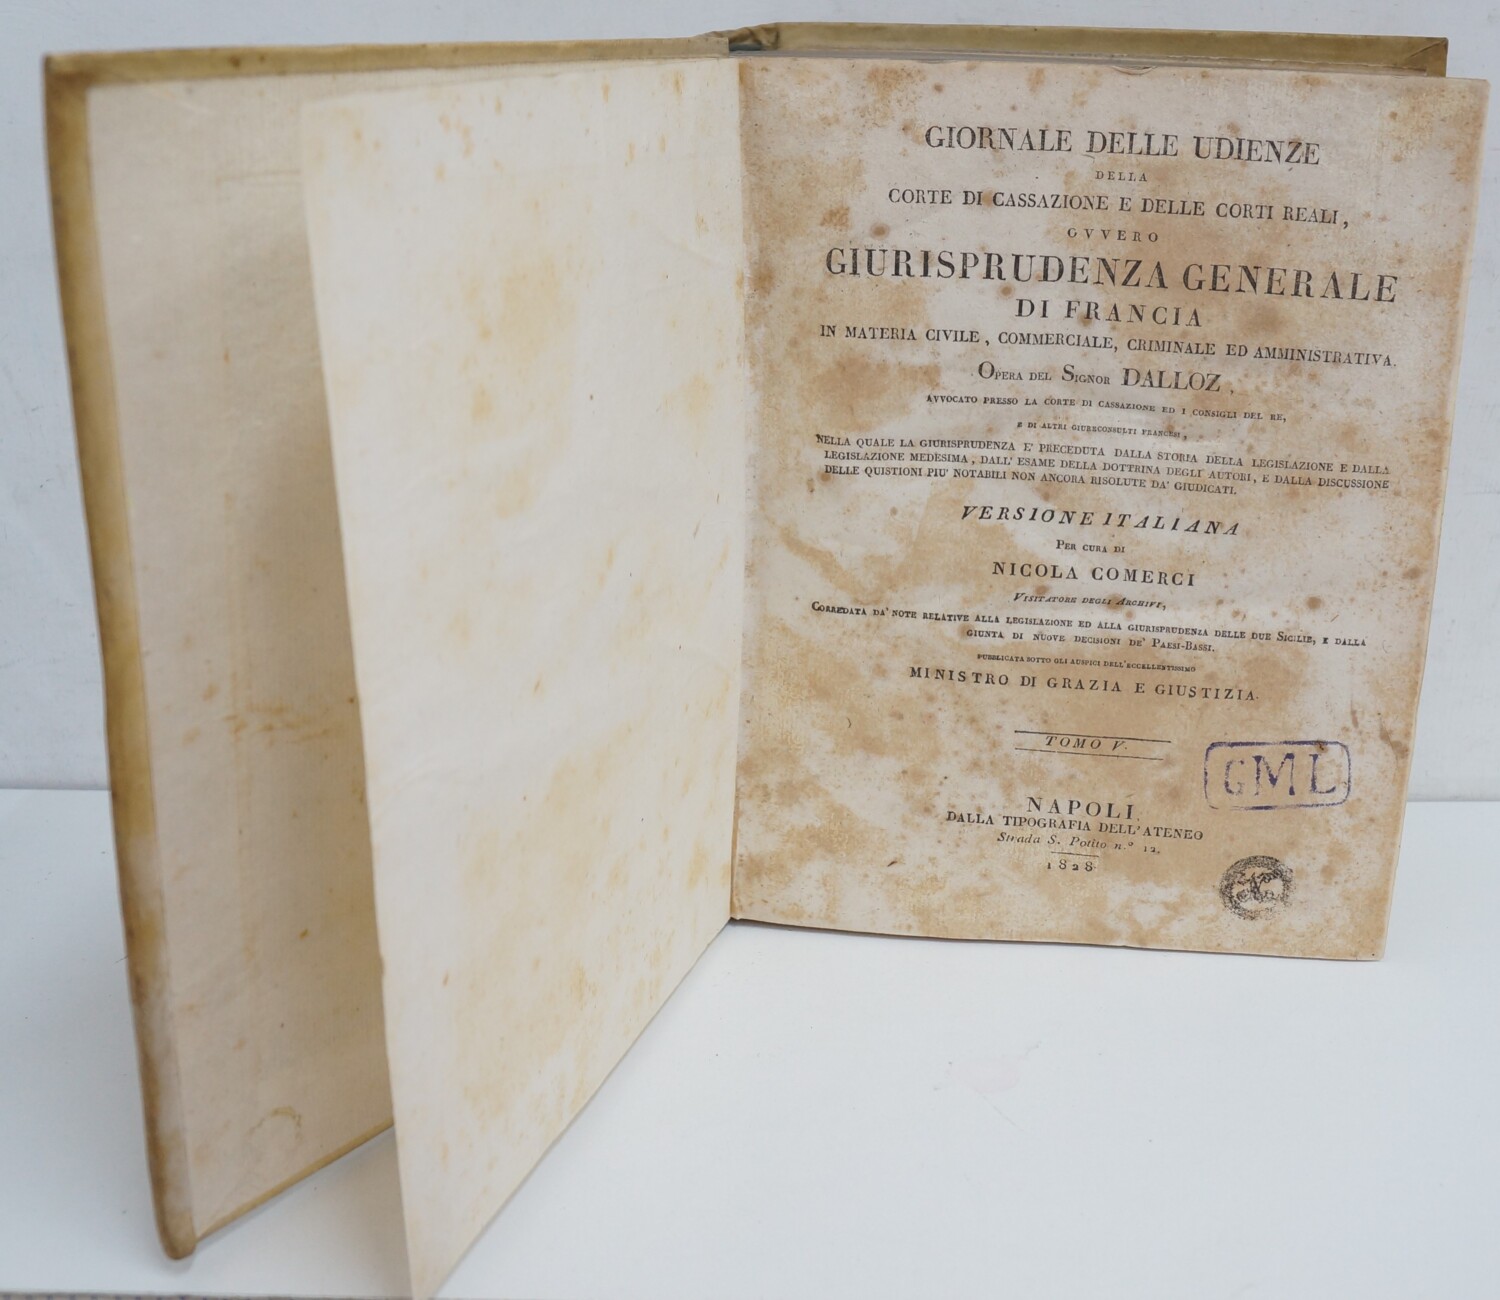 GIORNALE DELLE UDIENZE
DELLA
CORTE DI CASSAZIONE E DELLE CORTI REALI,
OVVERO
GIURISPRUDENZA GENERALE
DI FRANCIA
IN MATERIA CIVILE, COMMERCIALE, CRIMINALE ED AMMINISTRATIVA.
OPERA DEL SIGNOR DALLOZ,
AVVOCATO PRESSO LA CORTE DI CASSAZIONE ED I CONSIGLI DEL RE,
E DI ALTRI GIURECONSULTI FRANCESI,
NELLA QUALE LA GIURISPRUDENZA E' PRECEDUTA DALLA STORIA DELLA LEGISLAZIONE E DALLA
LEGISLAZIONE MEDESIMA, DALL' ESAME DELLA DOTTRINA DEGLI AUTORI, E DALLA DISCUSSIONE
DELLE QUISTIONI PIU' NOTABILI NON ANCORA RISOLUTE DA' GIUDICATI.
VERSIONE ITALIANA
PER CURA DI
NICOLA COMERCI
VISITATORE DEGLI ARCHIVI,
CORREDATA DA' NOTE RELATIVE ALLA LEGISLAZIONE ED ALLA GIURISPRUDENZA DELLE DUE SICILIE, E DALLA
GIUNTA DI NUOVE DECISIONI DE' PAESI-BASSI.
PUBBLICATA SOTTO GLI AUSPICI DELL'ECCELLENTISSIMO
MINISTRO DI GRAZIA E GIUSTIZIA.
TOMO V.
GML
NAPOLI
DALLA TIPOGRAFIA DELL'ATENEO
Strada S. Potito n.° 12.
1828